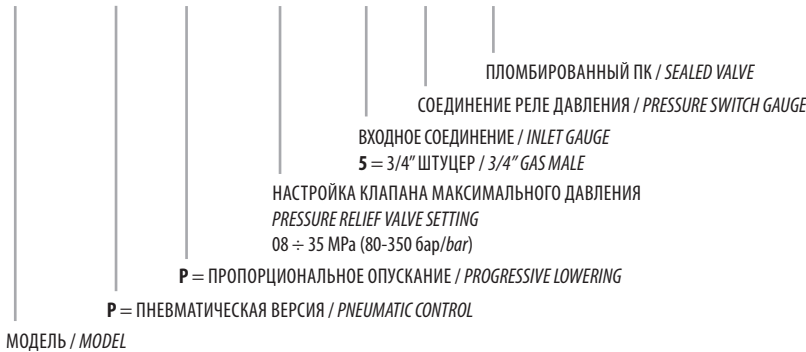 ПЛОМБИРОВАННЫЙ ПК / SEALED VALVE
СОЕДИНЕНИЕ РЕЛЕ ДАВЛЕНИЯ / PRESSURE SWITCH GAUGE
ВХОДНОЕ СОЕДИНЕНИЕ / INLET GAUGE
5 = 3/4" ШТУЦЕР / 3/4" GAS MALE
НАСТРОЙКА КЛАПАНА МАКСИМАЛЬНОГО ДАВЛЕНИЯ
PRESSURE RELIEF VALVE SETTING
08 ÷ 35 MPa (80-350 бар/bar)
P = ПРОПОРЦИОНАЛЬНОЕ ОПУСКАНИЕ / PROGRESSIVE LOWERING
P = ПНЕВМАТИЧЕСКАЯ ВЕРСИЯ / PNEUMATIC CONTROL
МОДЕЛЬ / MODEL